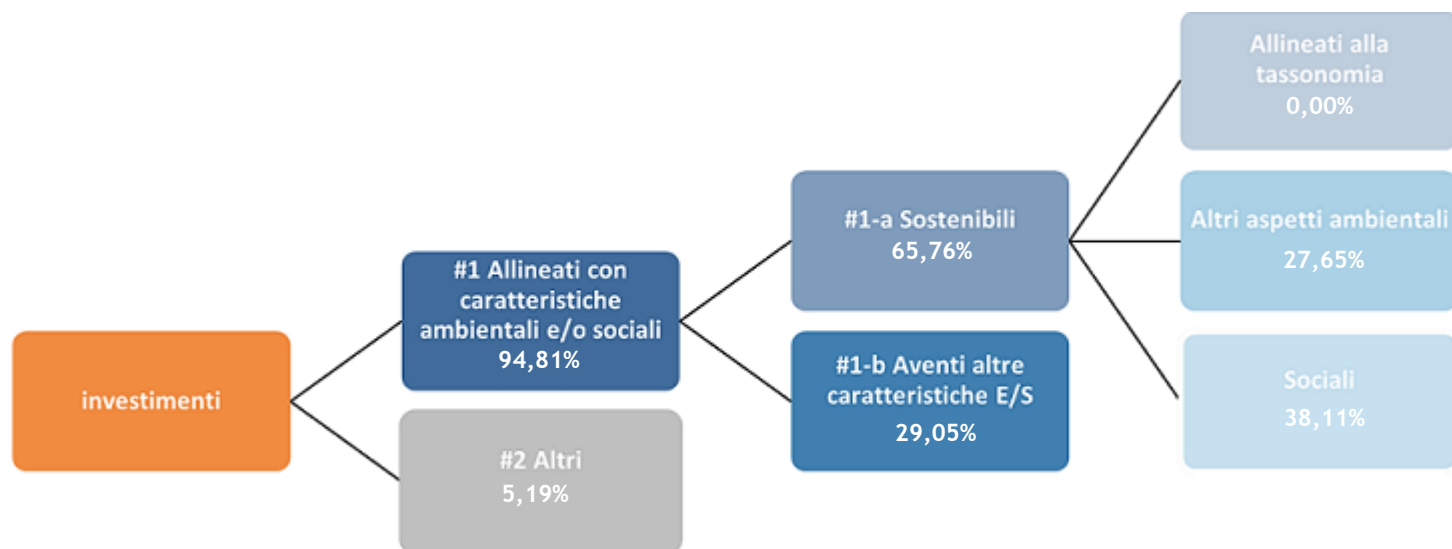 investimenti
#1 Allineati con
caratteristiche
ambientali e/o sociali
94,81%
#2 Altri
5,19%
#1-a Sostenibili
65,76%
#1-b Aventi altre
caratteristiche E/S
29,05%
Allineati alla
tassonomia
0,00%
Altri aspetti ambientali
27,65%
Sociali
38,11%